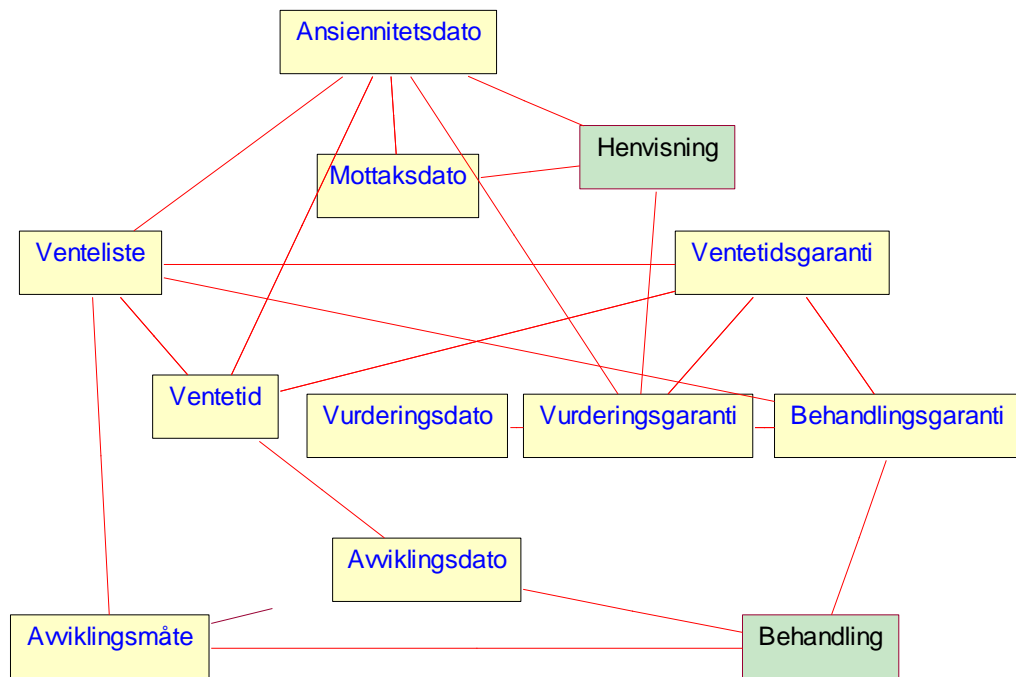 Ansiennitetsdato
Henvisning
Mottaksdato
Venteliste
Ventetidsgaranti
Ventetid
Vurderingsdato
Vurderingsgaranti
Behandlingsgaranti
Avviklingsdato
Avviklingsmåte
Behandling